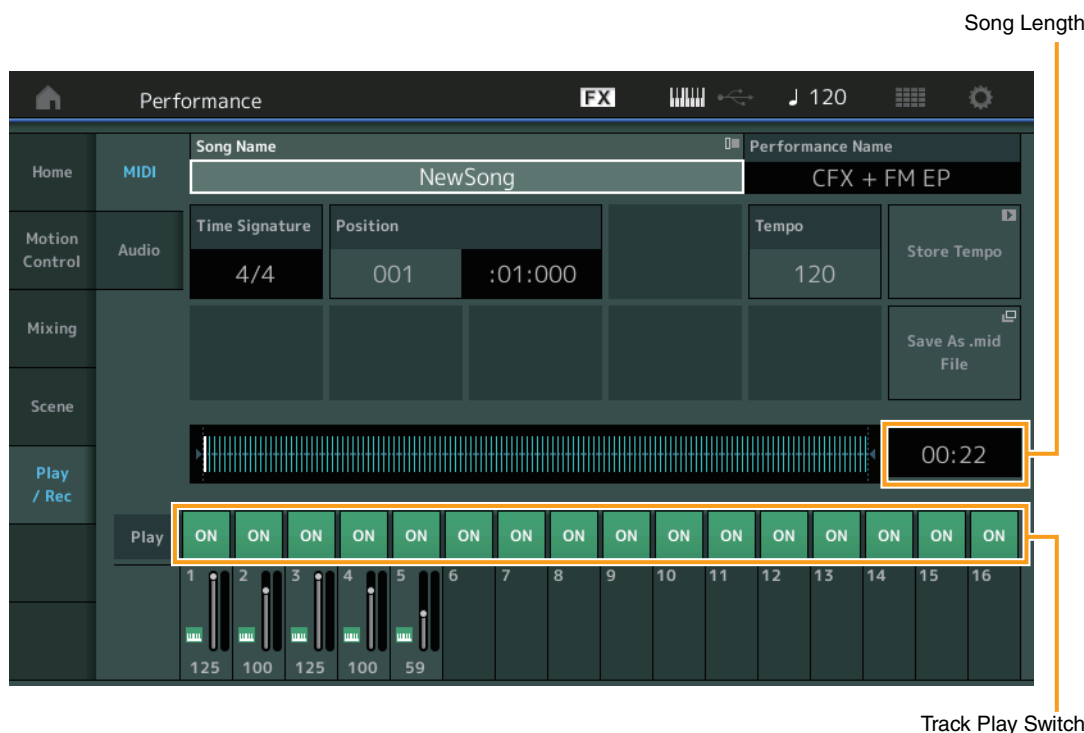 Song Length
Performance
FX
120
Home
Motion
Control
Mixing
Scene
Play
/ Rec
MIDI
Audio
Song Name
NewSong
Performance Name
CFX + FM EP
Time Signature
4/4
Position
001
:01:000
Tempo
120
Store Tempo
Save As .mid
File
00:22
Play
ON ON ON ON ON ON ON ON ON ON ON ON ON ON ON ON
1 2 3 4 5 6 7 8 9 10 11 12 13 14 15 16
125 100 125 100 59
Track Play Switch